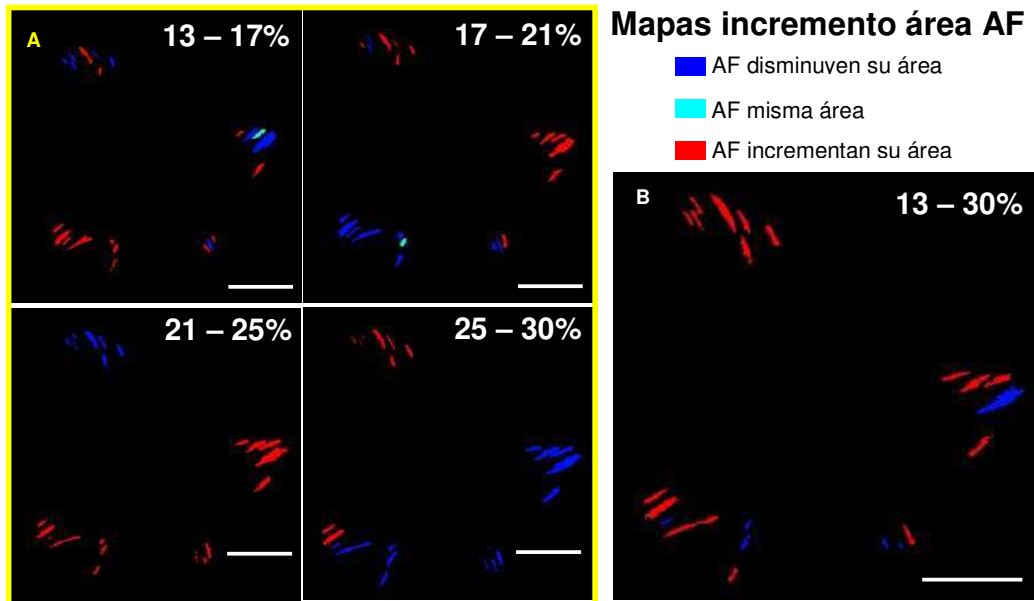 Mapas incremento área AF
AF disminuyen su área
AF misma área
AF incrementan su área
A
13 – 17%
17 – 21%
21 – 25%
25 – 30%
B
13 – 30%